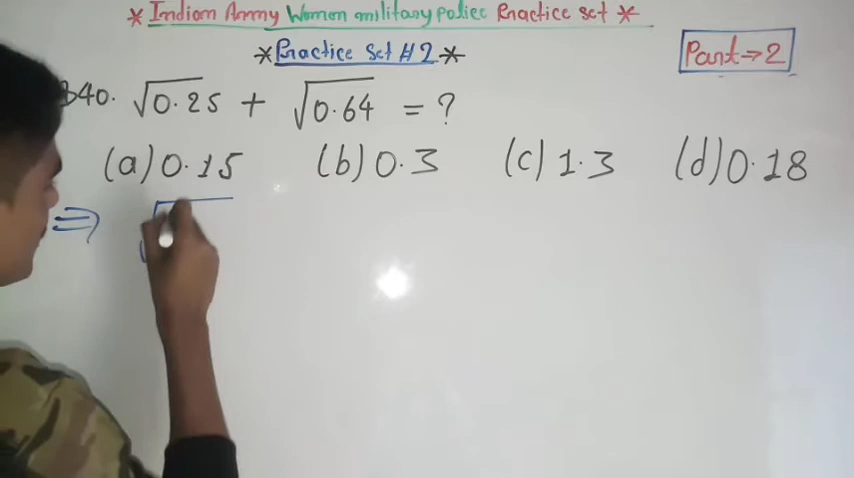 * Indian Army Women military police Practice set *
* Practice Set # 2 *
Part → 2
340. √0.25 + √0.64 = ?
(a) 0.15 (b) 0.3 (c) 1.3 (d) 0.18
⇒ √